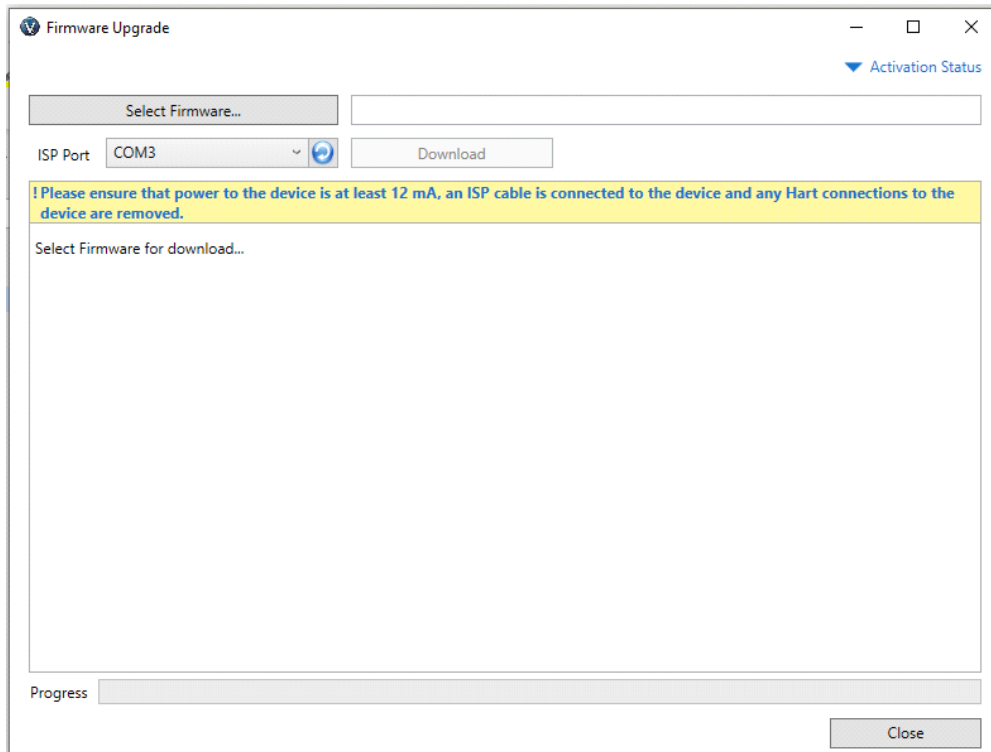 Firmware Upgrade
Activation Status
Select Firmware...
ISP Port COM3 Download
! Please ensure that power to the device is at least 12 mA, an ISP cable is connected to the device and any Hart connections to the
device are removed.
Select Firmware for download...
Progress
Close